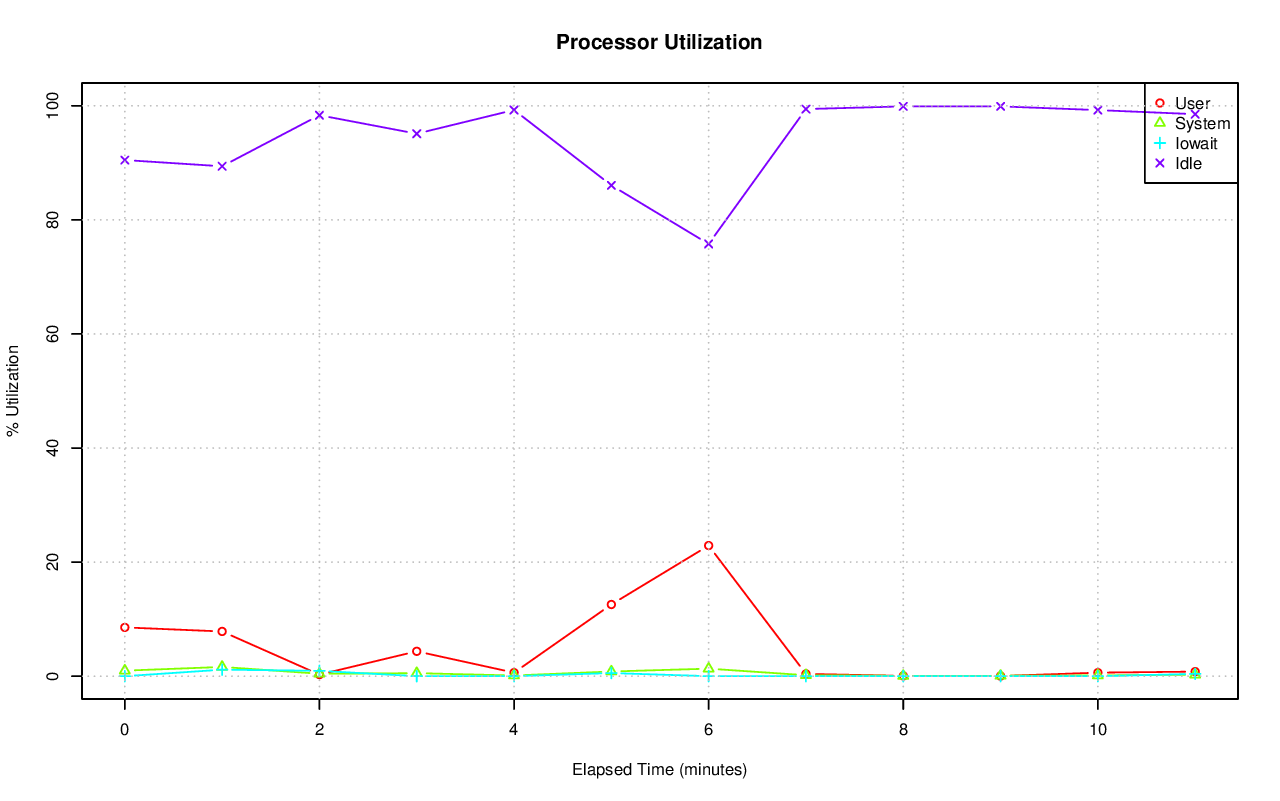 Processor Utilization
100
80
60
40
20
0
% Utilization
User
System
Iowait
Idle
0 2 4 6 8 10
Elapsed Time (minutes)